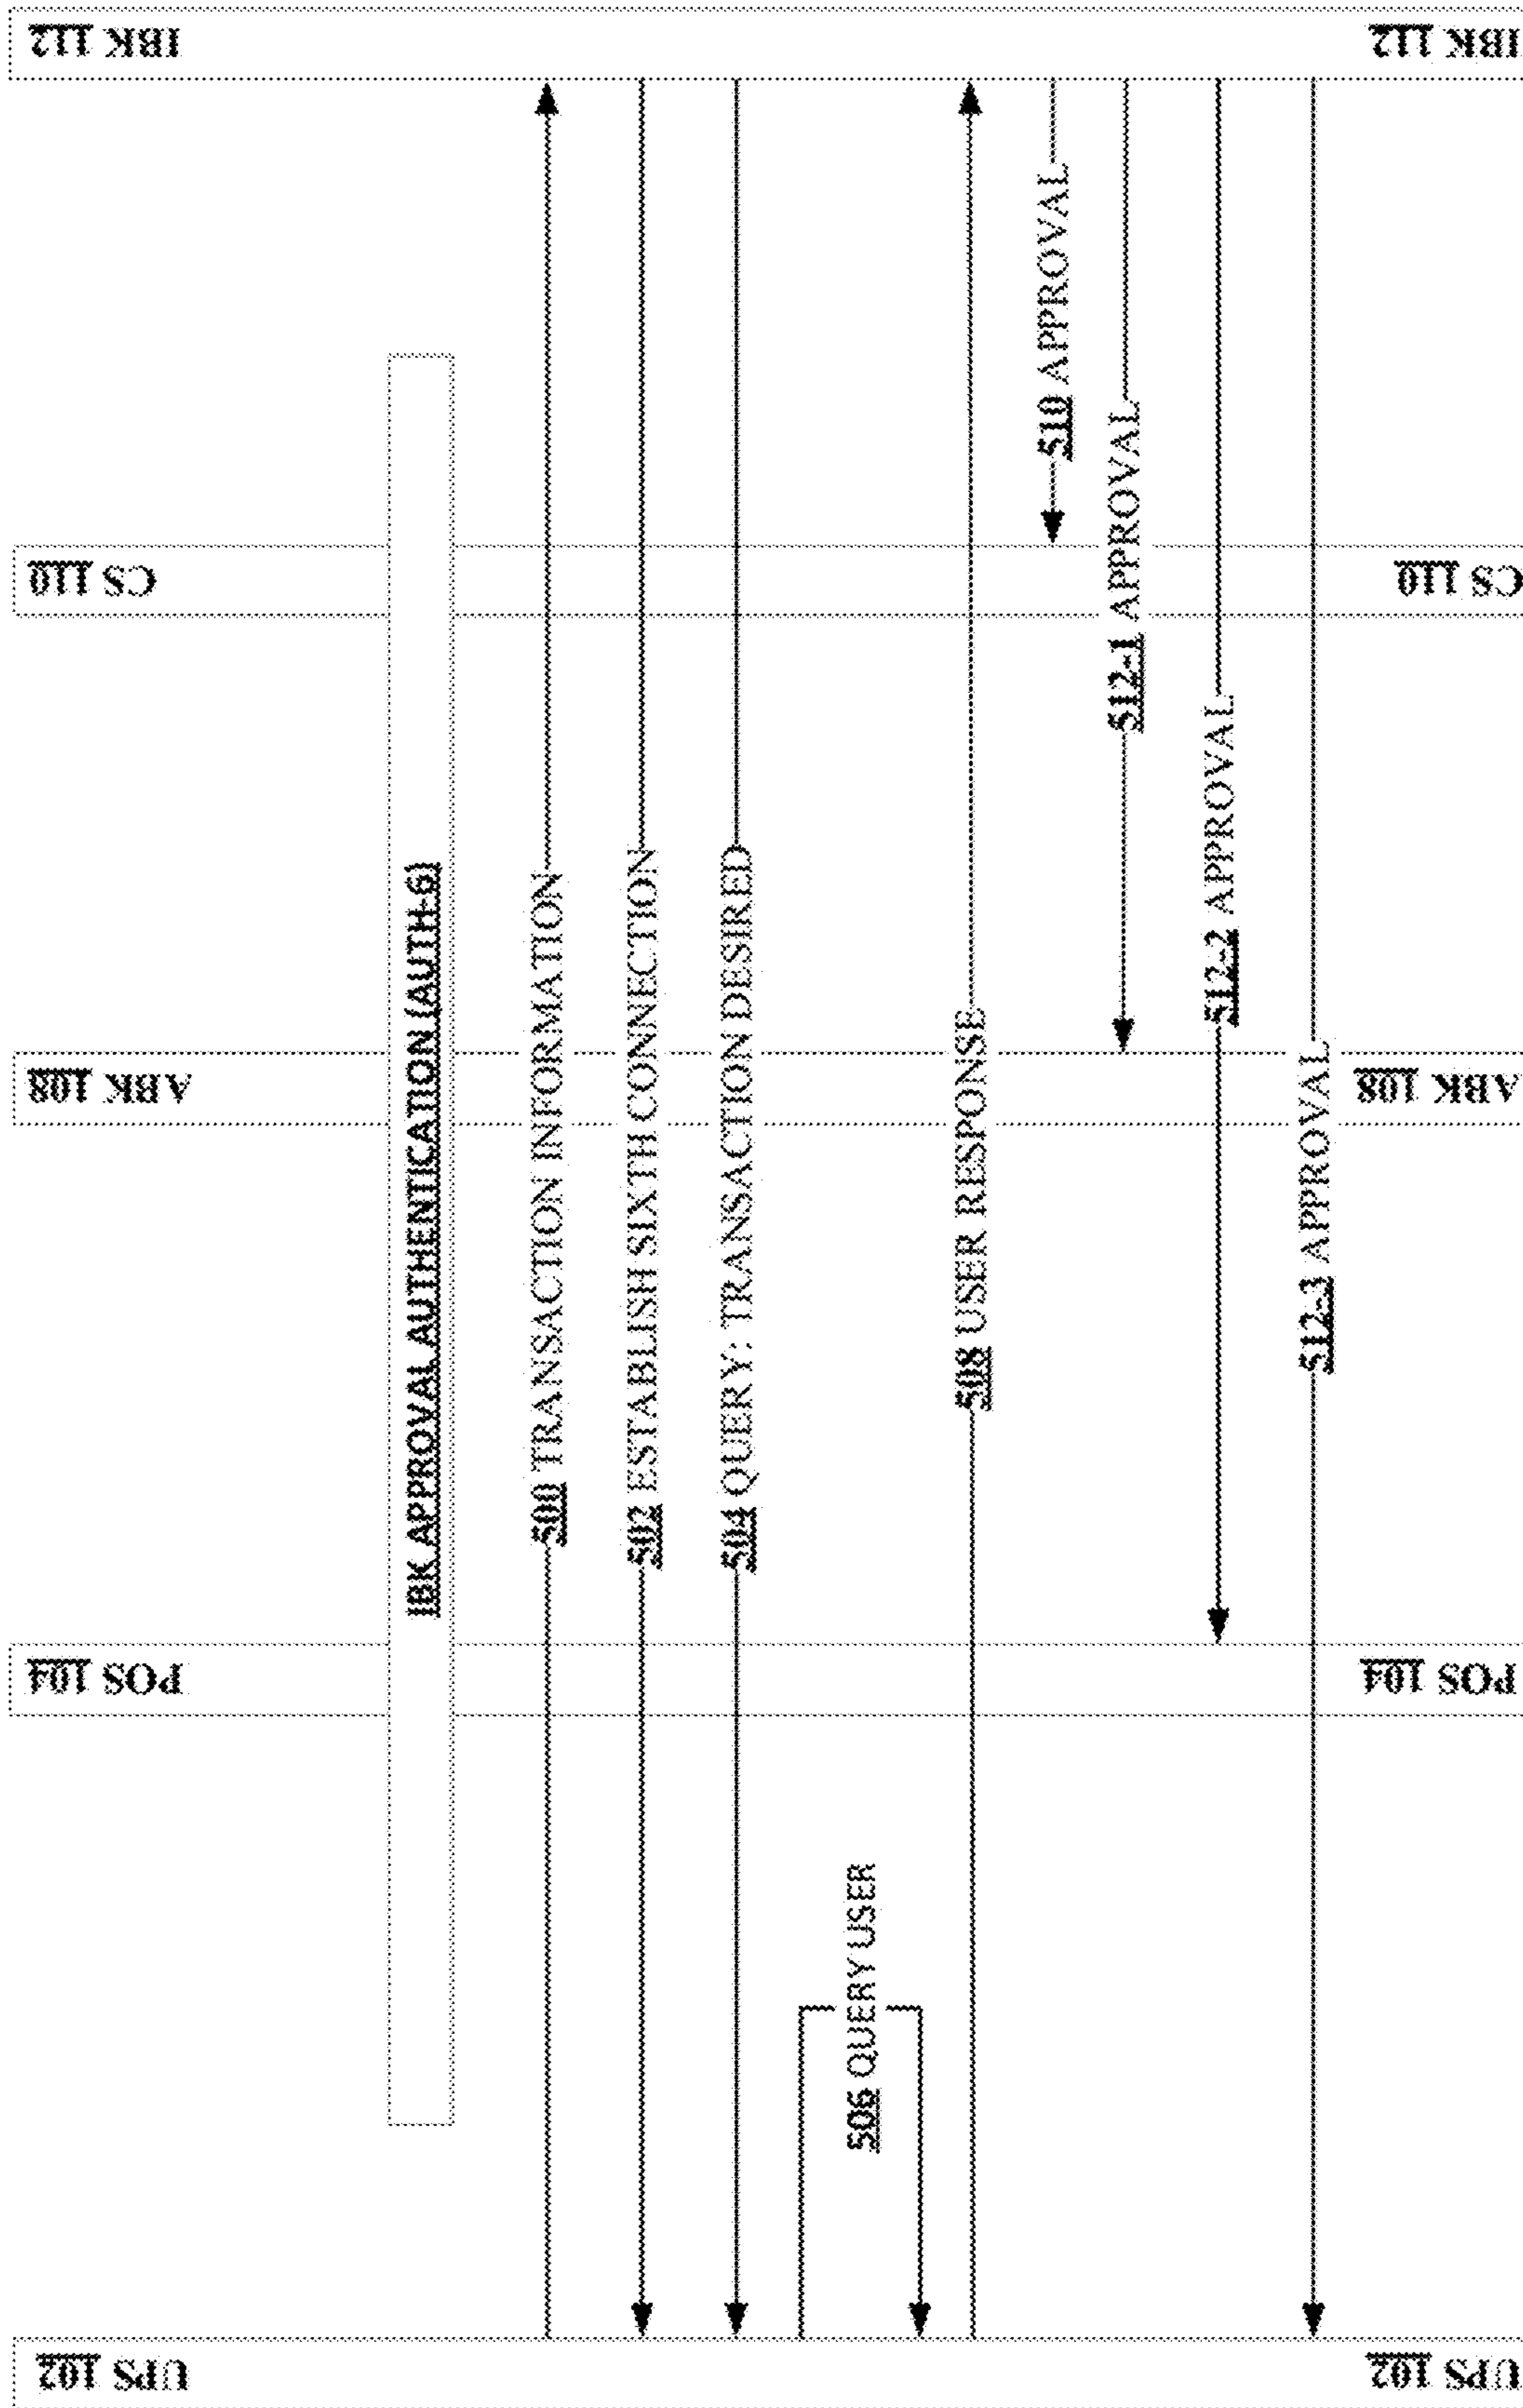 UPS 102
POS 104
ABK 108
CS 110
IBK 112
IBK APPROVAL AUTHENTICATION (AUTH-6)
500 TRANSACTION INFORMATION
502 ESTABLISH SIXTH CONNECTION
504 QUERY: TRANSACTION DESIRED
506 QUERY USER
508 USER RESPONSE
510 APPROVAL
512-1 APPROVAL
512-2 APPROVAL
512-3 APPROVAL
UPS 102
POS 104
ABK 108
CS 110
IBK 112